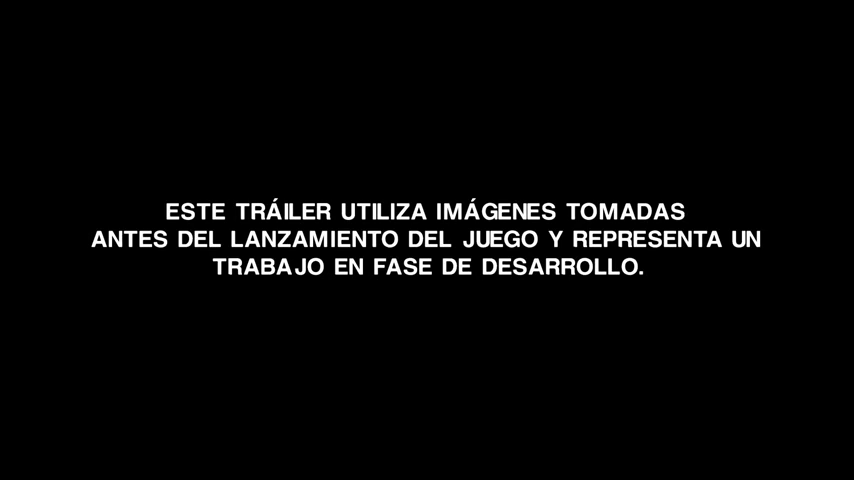 ESTE TRÁILER UTILIZA IMÁGENES TOMADAS
ANTES DEL LANZAMIENTO DEL JUEGO Y REPRESENTA UN
TRABAJO EN FASE DE DESARROLLO.